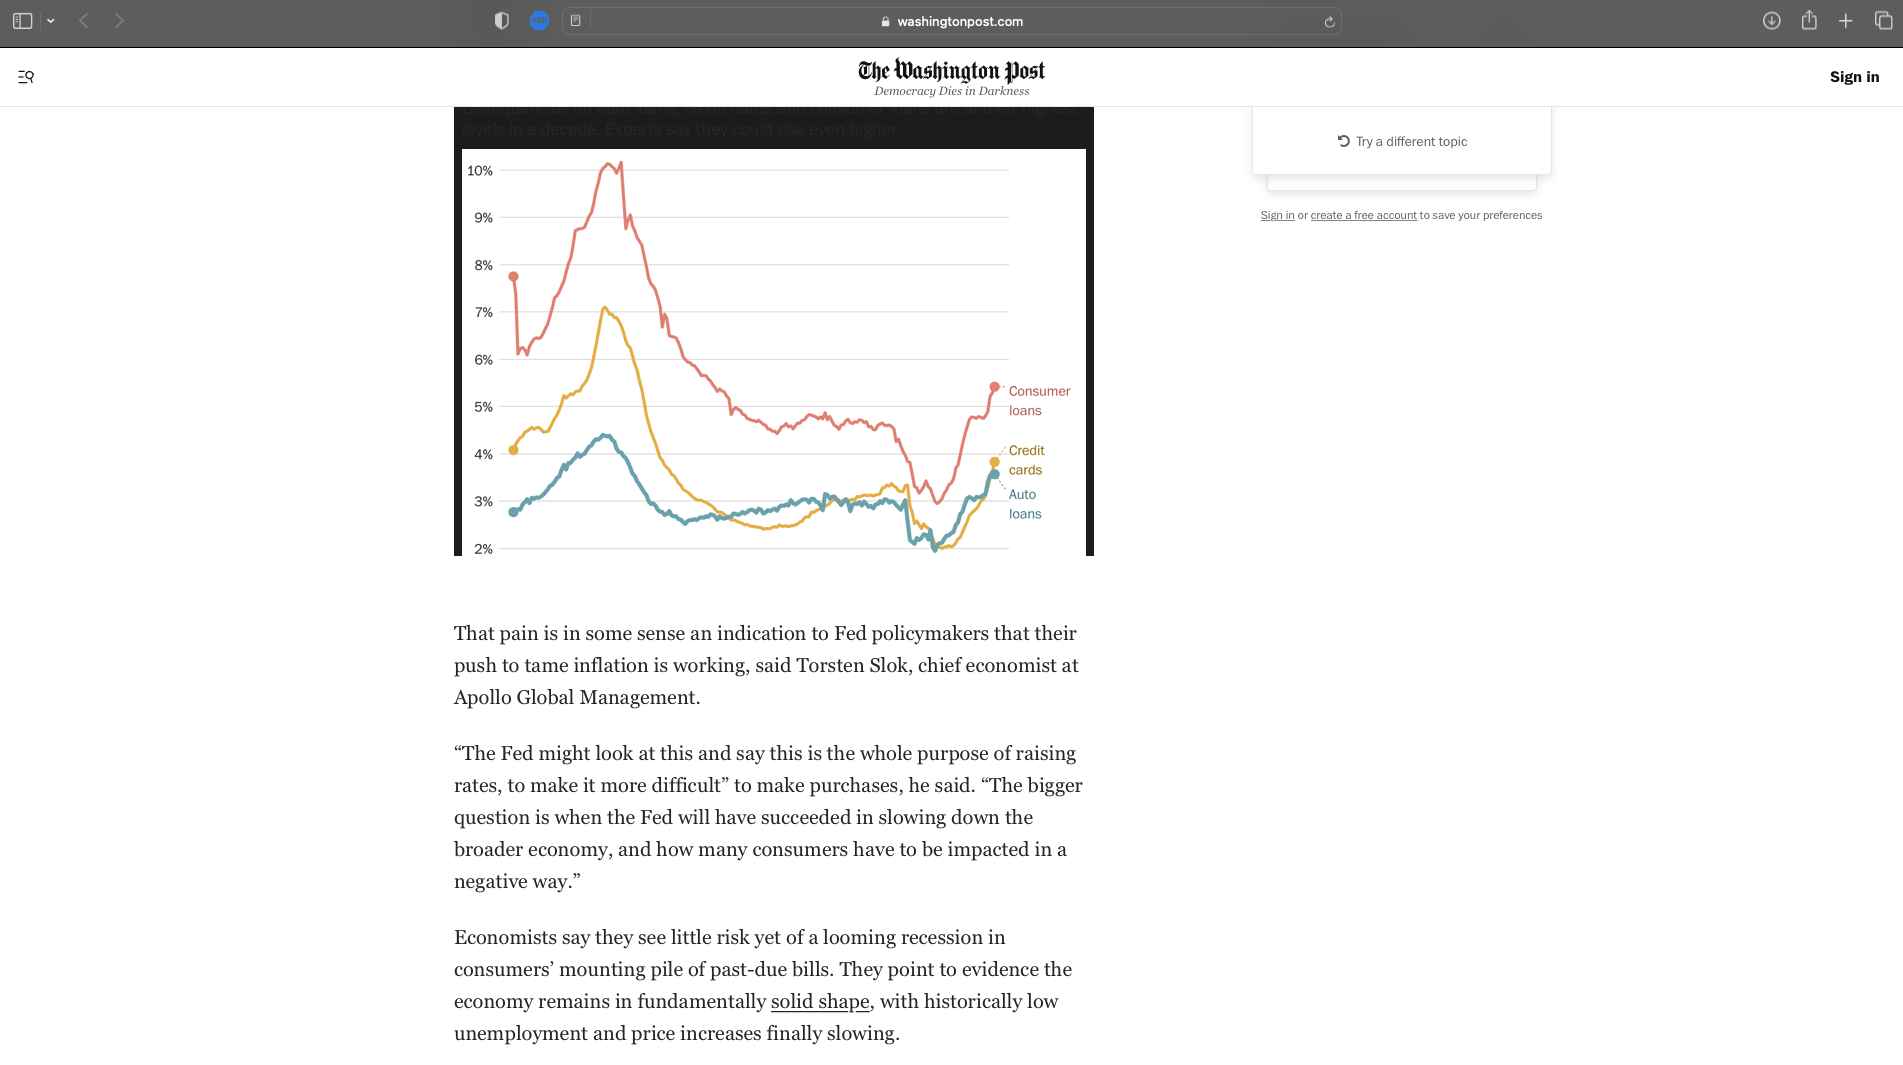 washingtonpost.com
The Washington Post
Democracy Dies in Darkness
Sign in
levels in a decade. Experts say they could rise even higher.
10%
9%
8%
7%
6%
5%
4%
3%
2%
Consumer
loans
Credit
cards
Auto
loans
Try a different topic
Sign in or create a free account to save your preferences
That pain is in some sense an indication to Fed policymakers that their
push to tame inflation is working, said Torsten Slok, chief economist at
Apollo Global Management.
“The Fed might look at this and say this is the whole purpose of raising
rates, to make it more difficult” to make purchases, he said. “The bigger
question is when the Fed will have succeeded in slowing down the
broader economy, and how many consumers have to be impacted in a
negative way.”
Economists say they see little risk yet of a looming recession in
consumers’ mounting pile of past-due bills. They point to evidence the
economy remains in fundamentally solid shape, with historically low
unemployment and price increases finally slowing.